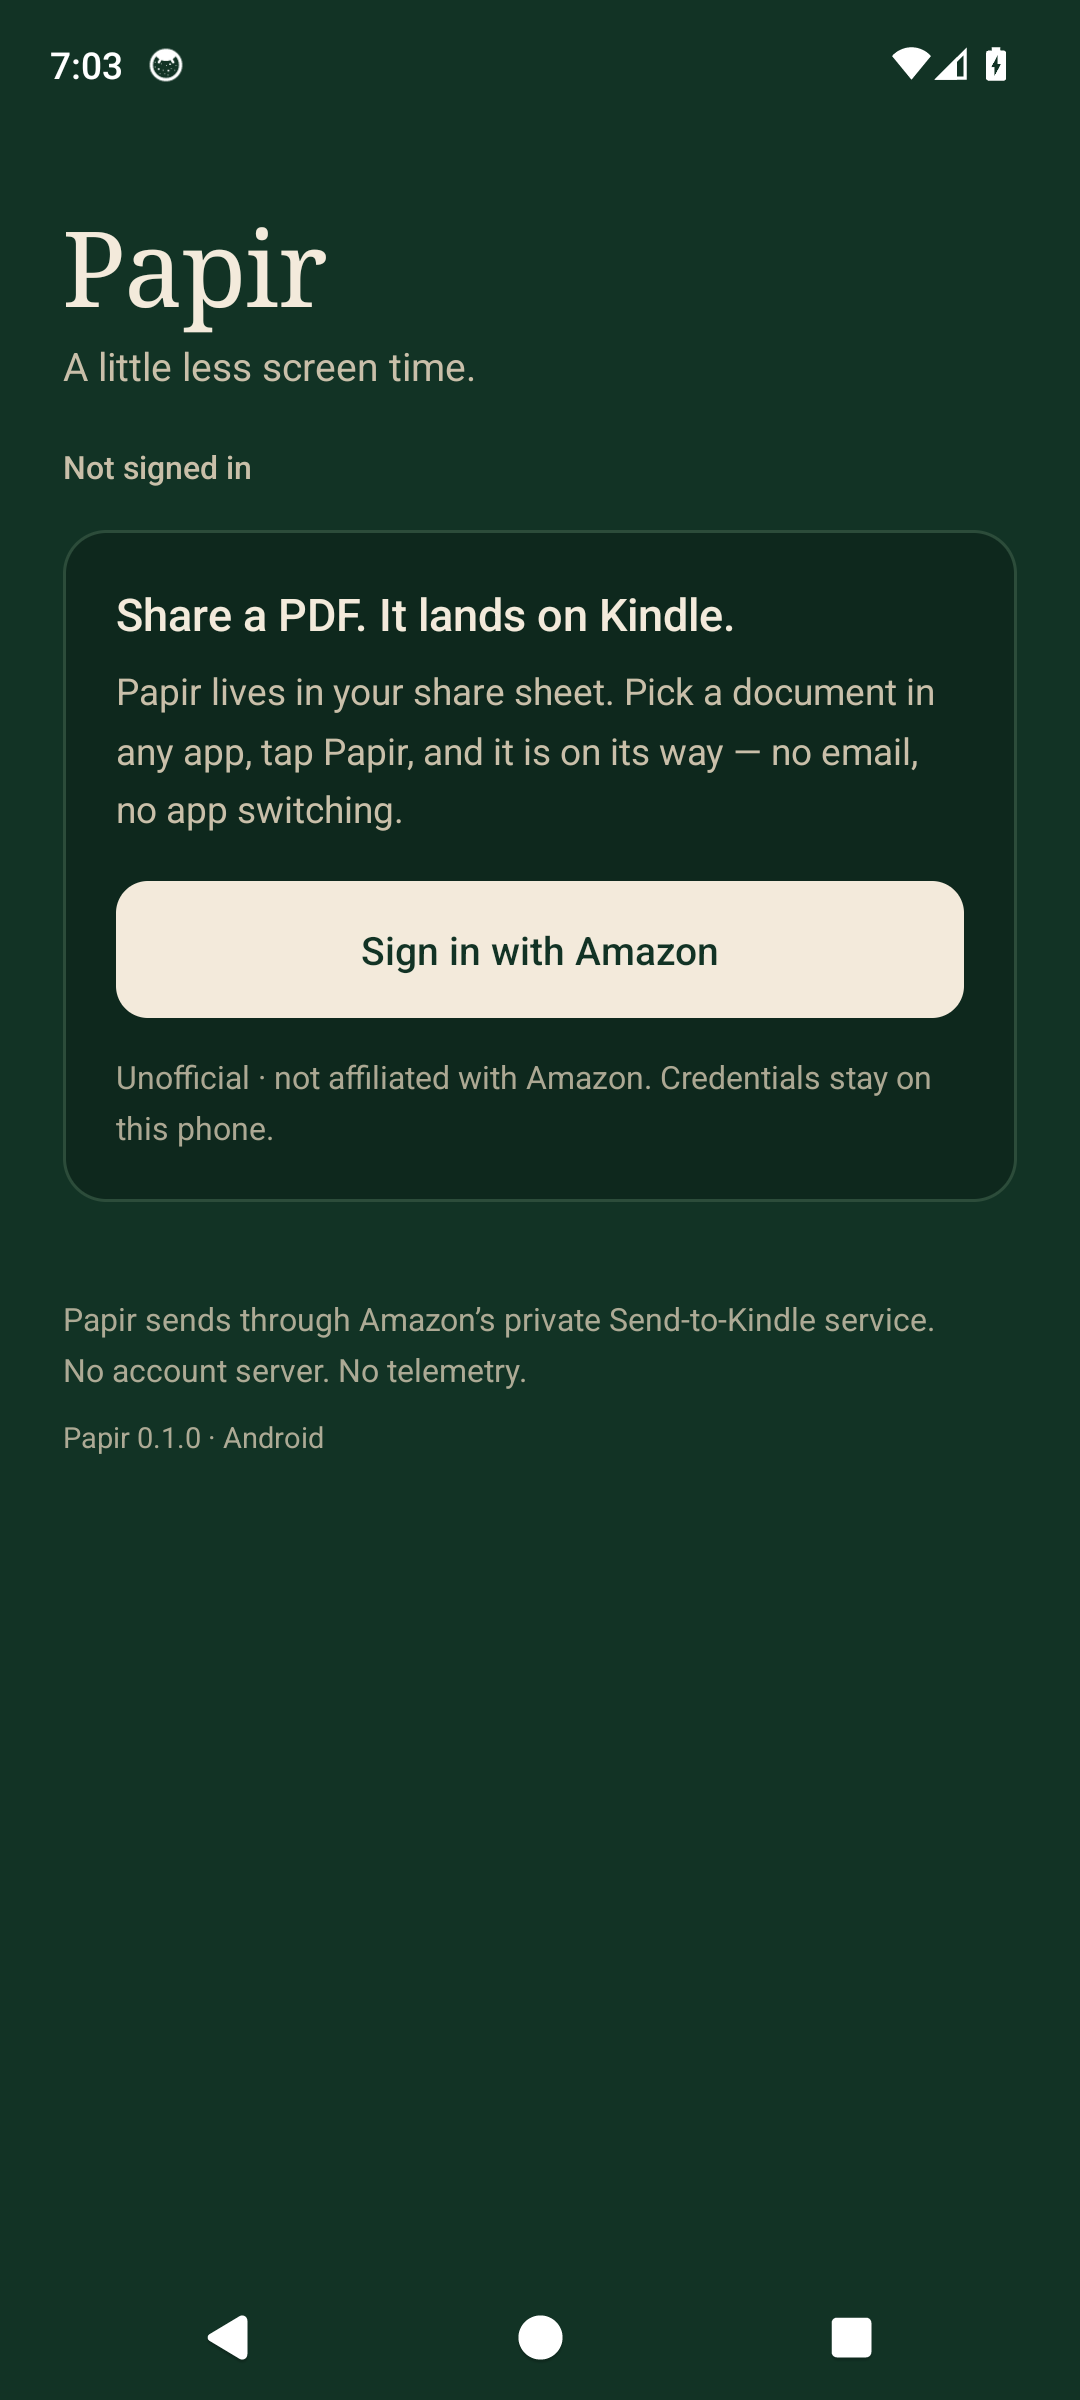 7:03
Papir
A little less screen time.
Not signed in
Share a PDF. It lands on Kindle.
Papir lives in your share sheet. Pick a document in
any app, tap Papir, and it is on its way — no email,
no app switching.
Sign in with Amazon
Unofficial · not affiliated with Amazon. Credentials stay on
this phone.
Papir sends through Amazon’s private Send-to-Kindle service.
No account server. No telemetry.
Papir 0.1.0 · Android